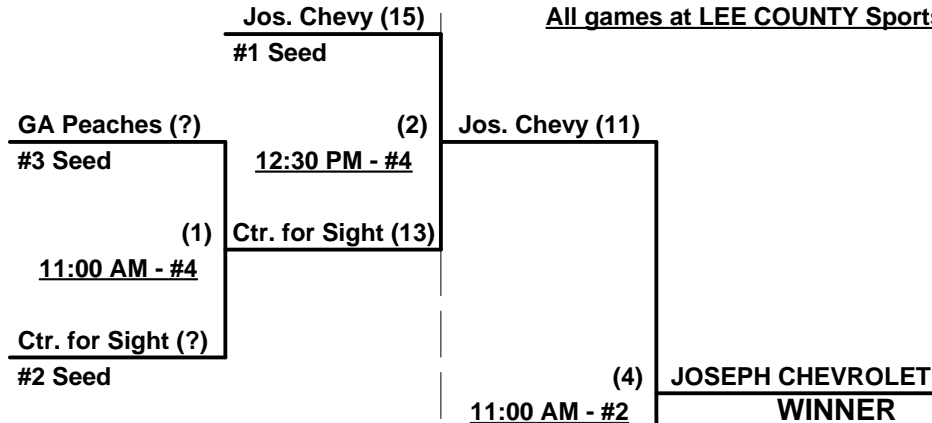 Jos. Chevy (15)
All games at LEE COUNTY
#1 Seed
GA Peaches (?)
(2)
Jos. Chevy (11)
#3 Seed
12:30 PM - #4
(1)
Ctr. for Sight (13)
11:00 AM - #4
Ctr. for Sight (?)
#2 Seed
(4)
JOSEPH CHEVROLET
11:00 AM - #2
WINNER